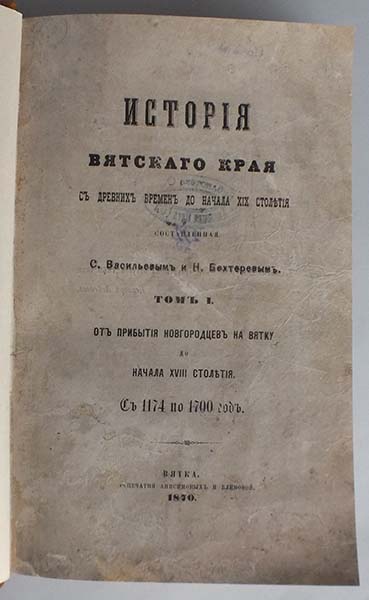 ИСТОРІЯ
ВЯТСКАГО КРАЯ
СЪ ДРЕВНИХЪ ВРЕМЕНЪ ДО НАЧАЛА XIX СТОЛѢТІЯ
СОСТАВЛЕННАЯ
С. Васильевымъ и Н. Бехтеревымъ.
ТОМЪ I.
ОТЪ ПРИБЫТІЯ НОВГОРОДЦЕВЪ НА ВЯТКУ
ДО
НАЧАЛА XVIII СТОЛѢТІЯ.
Съ 1174 по 1700 годъ.
ВЯТКА.
ПЕЧАТНЯ И
1870.